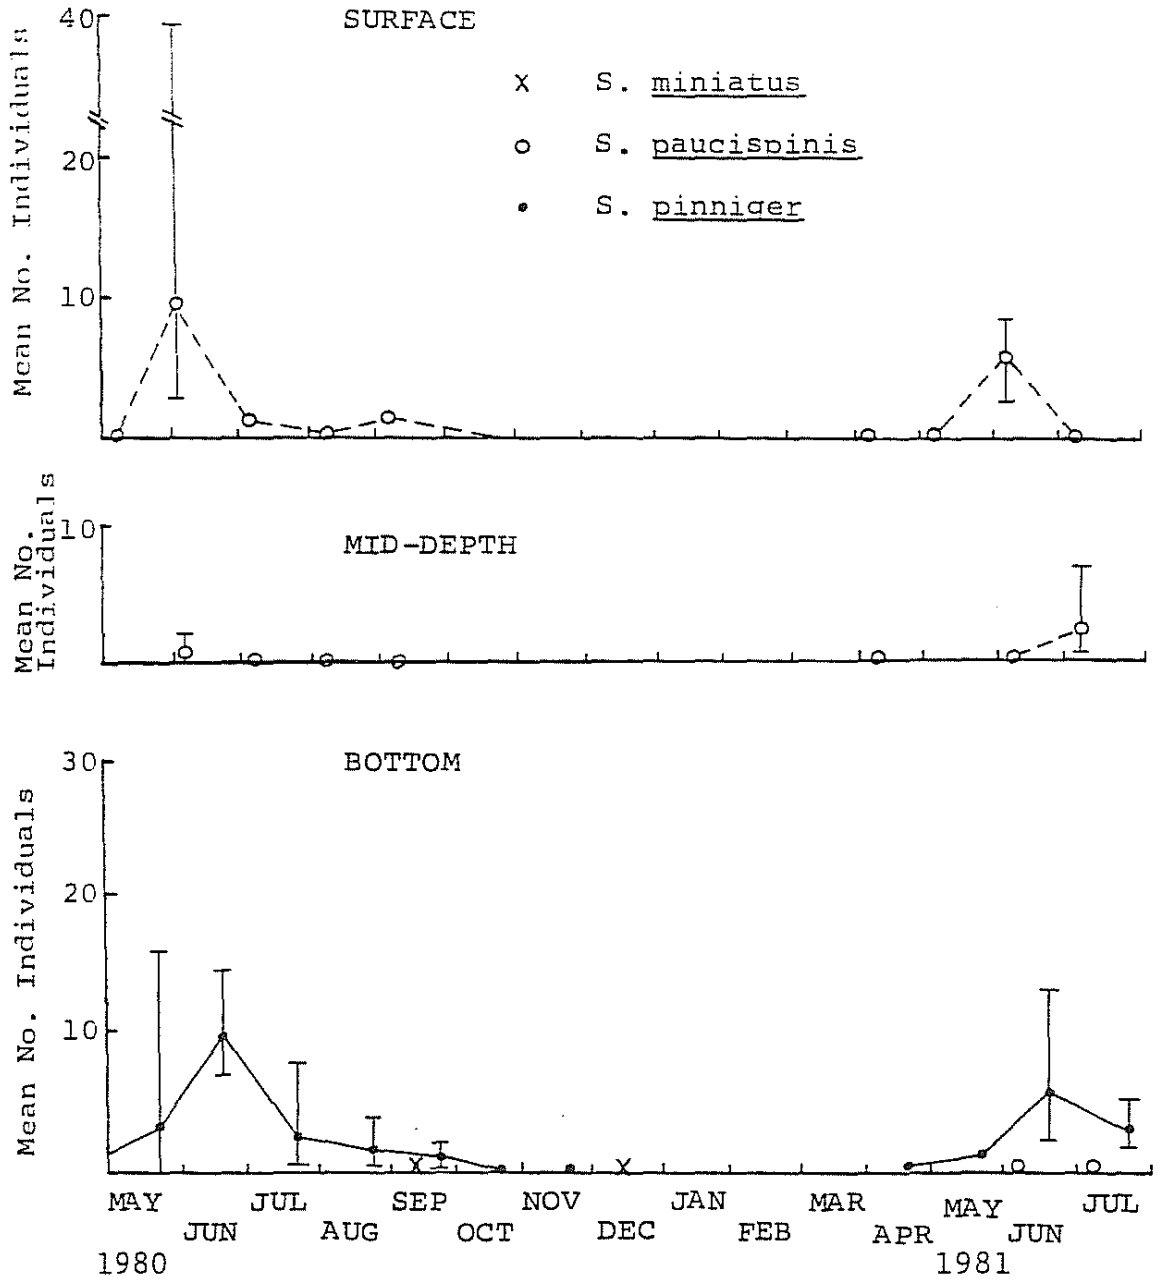 SURFACE
Mean No. Individuals
40
20
10
X S. miniatus
o S. paucispinis
• S. pinniger
MID-DEPTH
Mean No.
Individuals
10
BOTTOM
Mean No. Individuals
30
20
10
MAY JUN JUL AUG SEP OCT NOV DEC JAN FEB MAR APR MAY JUN JUL
1980 1981